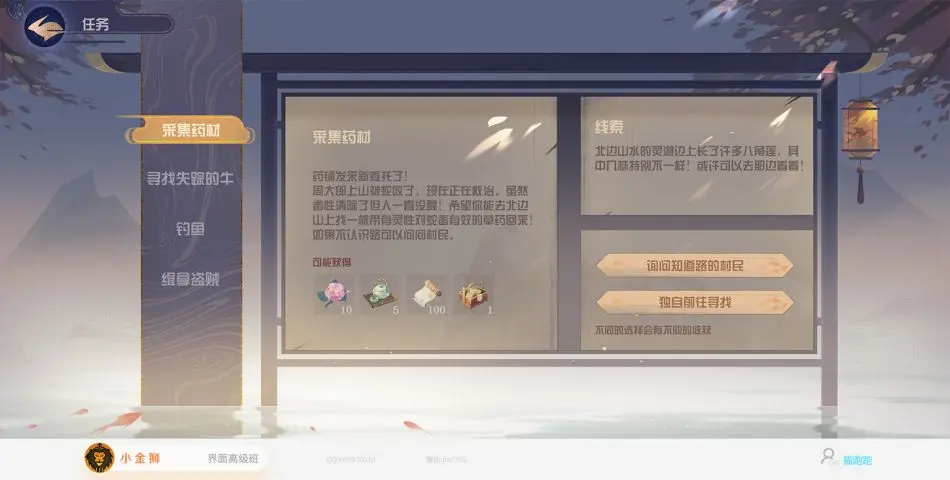 任务
采集药材
寻找失踪的牛
钓鱼
缉拿盗贼
采集药材
药铺发来新委托了！
周大郎上山被蛇咬了，现在正在救治。虽然
毒性清除了但人一直没醒！希望你能去北边
山上找一株带有灵性对蛇毒有效的草药回来！
如果不认识路可以问问村民。
可能获得
10
5
100
1
线索
北边山水的灵湖边上长了许多八角莲，其
中几株特别不一样！或许可以去那边看看！
询问知道路的村民
独自前往寻找
不同的选择会有不同的收获
小金狮
界面高级班
猫跑跑